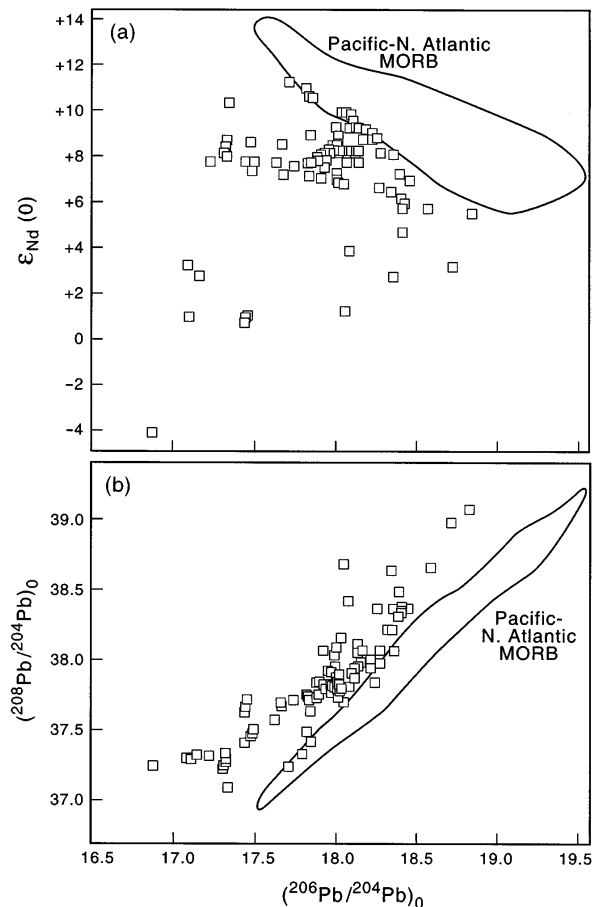 (a)
Pacific-N. Atlantic
MORB
+14
+12
+10
+8
+6
+4
+2
0
−2
−4
εNd (0)
(b)
Pacific-
N. Atlantic
MORB
39.0
38.5
38.0
37.5
37.0
(²⁰⁸Pb/²⁰⁴Pb)₀
16.5 17.0 17.5 18.0 18.5 19.0 19.5
(²⁰⁶Pb/²⁰⁴Pb)₀